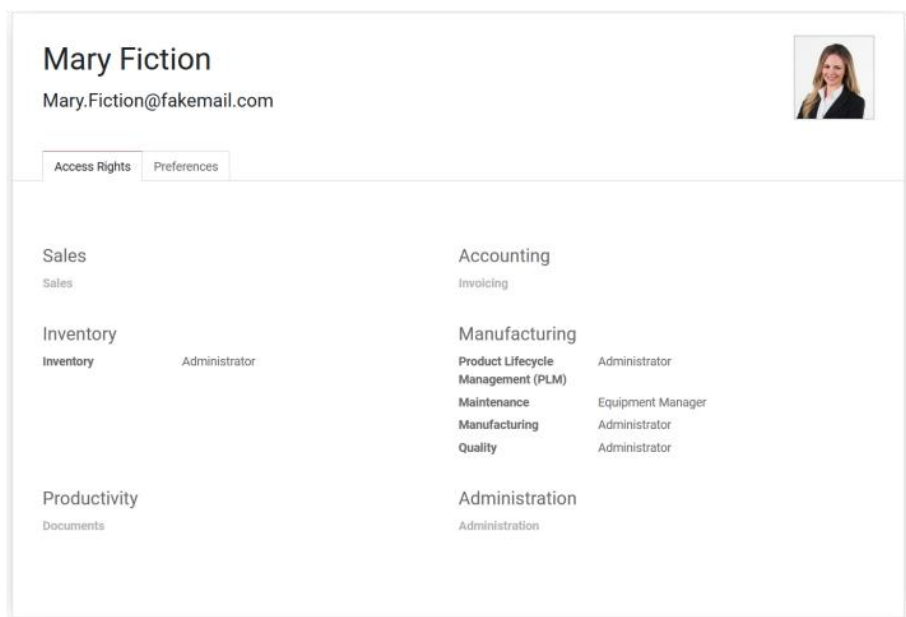 Mary Fiction
Mary.Fiction@fakemail.com
Access Rights Preferences
Sales
Sales
Accounting
Invoicing
Inventory
Inventory Administrator
Manufacturing
Product Lifecycle
Management (PLM) Administrator
Maintenance Equipment Manager
Manufacturing Administrator
Quality Administrator
Productivity
Documents
Administration
Administration